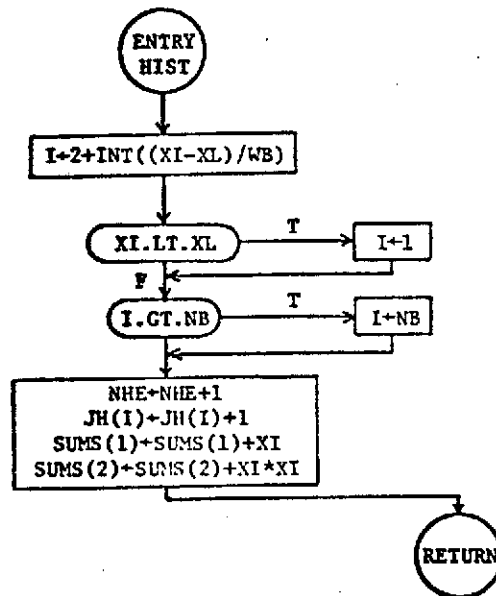 ENTRY
HIST
I←2+INT((XI-XL)/WB)
XI.LT.XL
T
I←1
F
I.GT.NB
T
I←NB
NHE←NHE+1
JH(I)←JH(I)+1
SUMS(1)←SUMS(1)+XI
SUMS(2)←SUMS(2)+XI*XI
RETURN